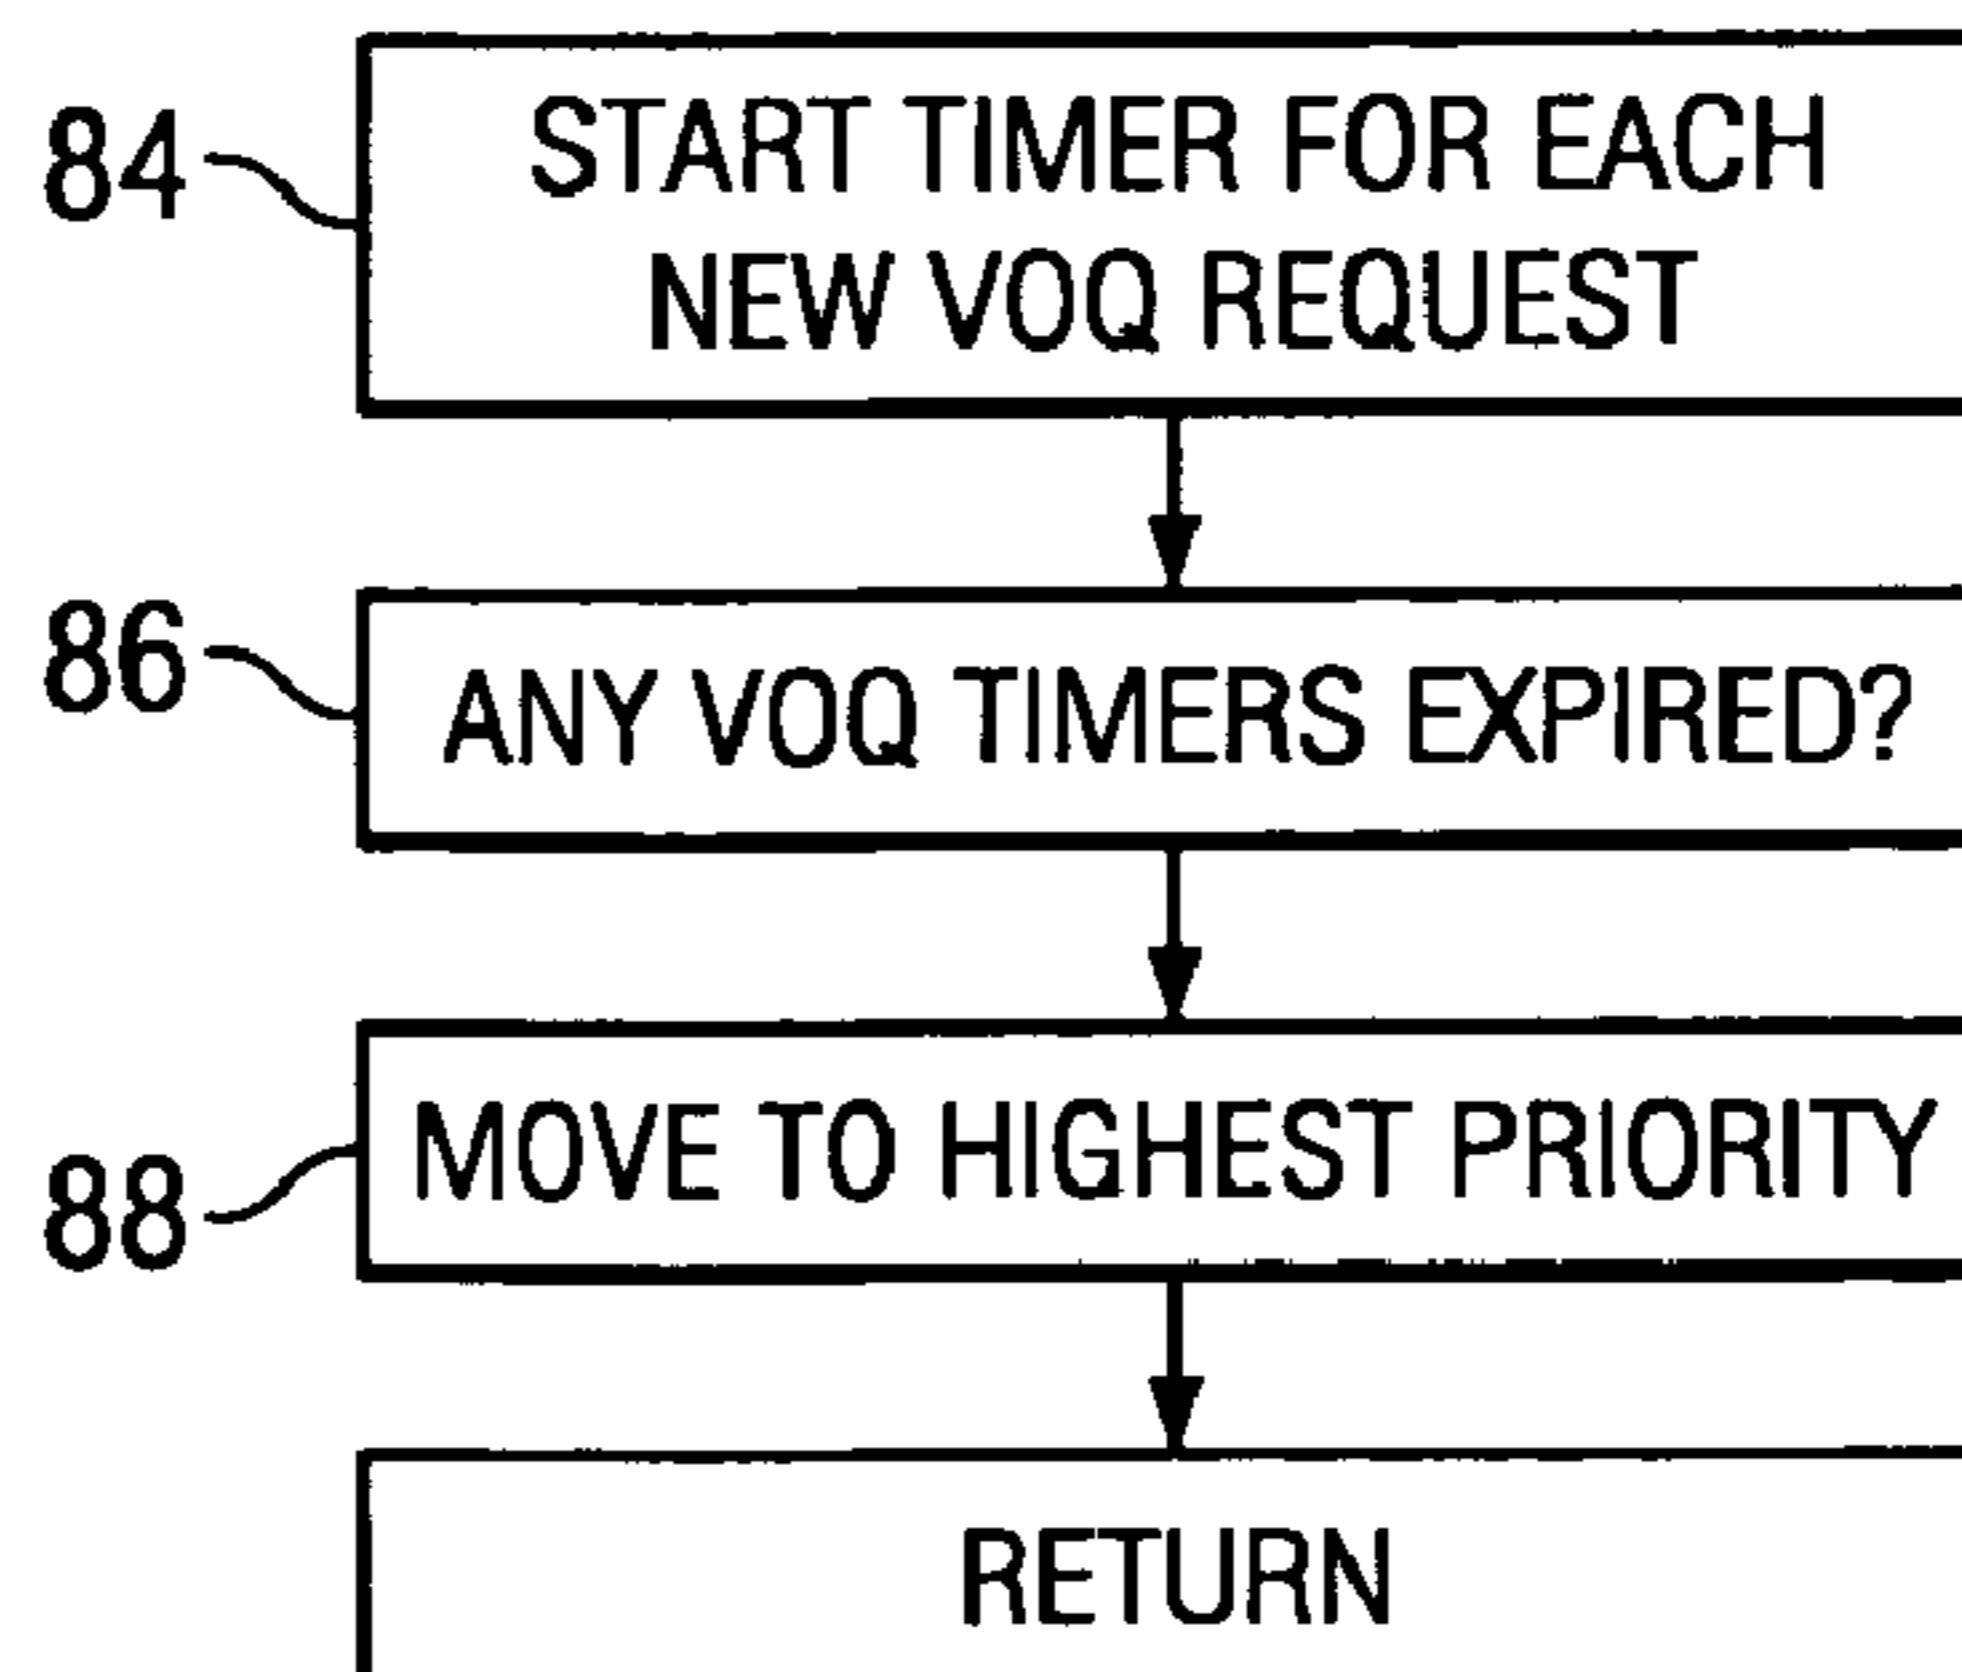 84
START TIMER FOR EACH
NEW VOQ REQUEST
86
ANY VOQ TIMERS EXPIRED?
88
MOVE TO HIGHEST PRIORITY
RETURN